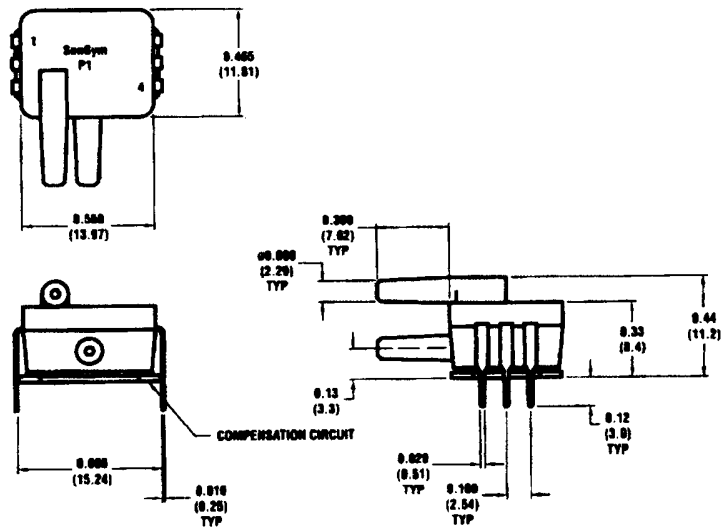 1
SenSym
P1
4
0.465
(11.81)
0.550
(13.97)
0.300
(7.62)
TYP
ø0.090
(2.29)
TYP
0.44
(11.2)
0.33
(8.4)
0.13
(3.3)
0.12
(3.0)
COMPENSATION CIRCUIT
0.600
(15.24)
0.010
(0.25)
TYP
0.020
(0.51)
TYP
0.100
(2.54)
TYP